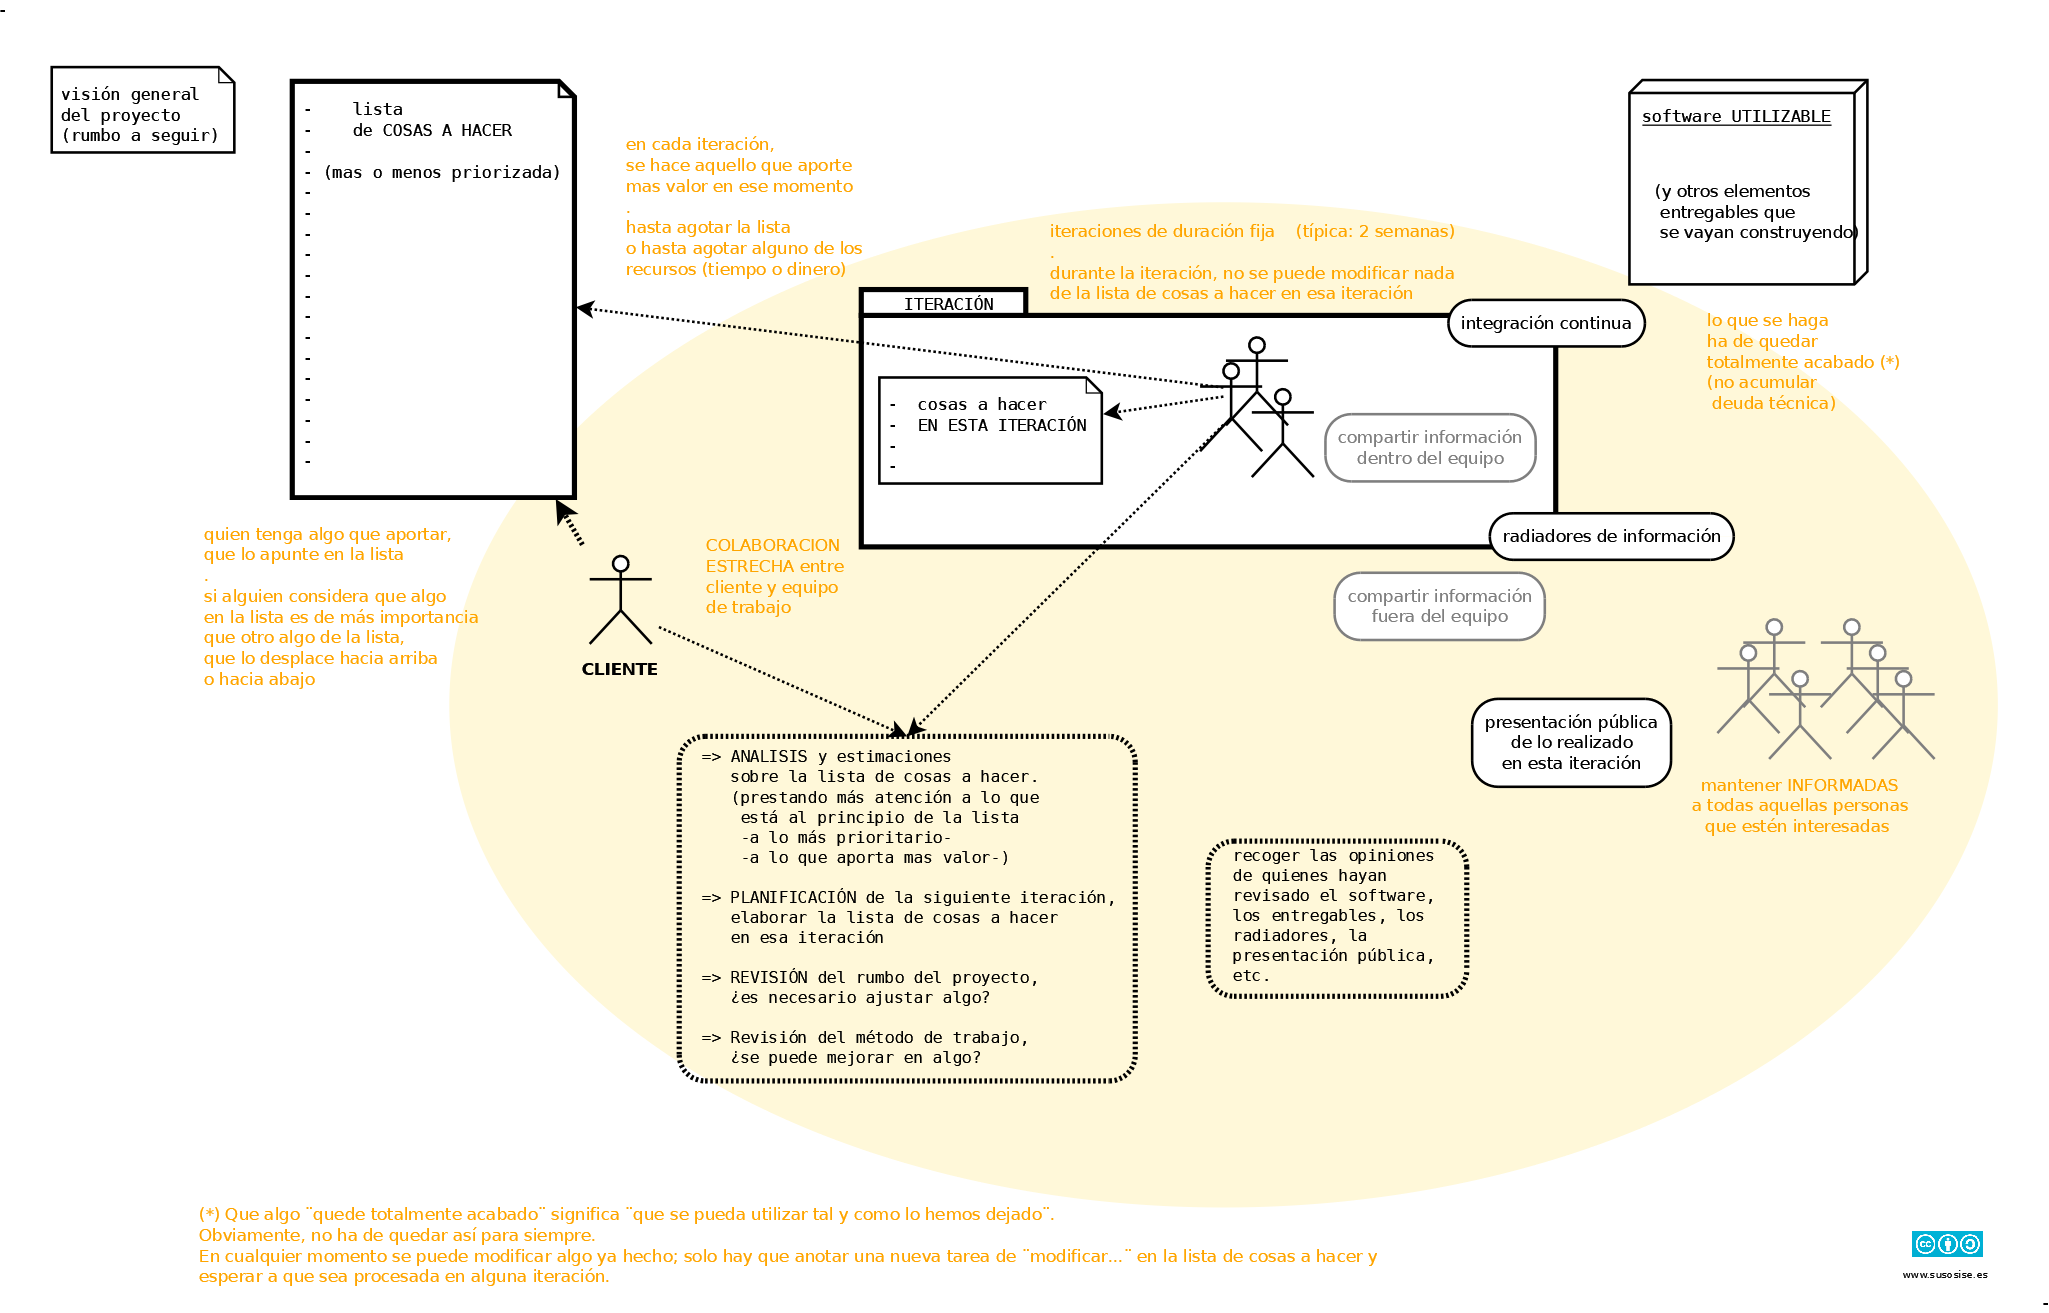 visión general
del proyecto
(rumbo a seguir)
-    lista
-    de COSAS A HACER
-
- (mas o menos priorizada)
-
-
-
-
-
-
-
-
-
-
-
-
-
-
en cada iteración,
se hace aquello que aporte
mas valor en ese momento
.
hasta agotar la lista
o hasta agotar alguno de los
recursos (tiempo o dinero)
iteraciones de duración fija    (típica: 2 semanas)
.
durante la iteración, no se puede modificar nada
de la lista de cosas a hacer en esa iteración
software UTILIZABLE
(y otros elementos
entregables que
se vayan construyendo)
ITERACIÓN
integración continua
lo que se haga
ha de quedar
totalmente acabado (*)
(no acumular
deuda técnica)
-  cosas a hacer
-  EN ESTA ITERACIÓN
-
-
compartir información
dentro del equipo
radiadores de información
quien tenga algo que aportar,
que lo apunte en la lista
.
si alguien considera que algo
en la lista es de más importancia
que otro algo de la lista,
que lo desplace hacia arriba
o hacia abajo
CLIENTE
COLABORACION
ESTRECHA entre
cliente y equipo
de trabajo
compartir información
fuera del equipo
presentación pública
de lo realizado
en esta iteración
mantener INFORMADAS
a todas aquellas personas
que estén interesadas
=> ANALISIS y estimaciones
sobre la lista de cosas a hacer.
(prestando más atención a lo que
está al principio de la lista
-a lo más prioritario-
-a lo que aporta mas valor-)
=> PLANIFICACIÓN de la siguiente iteración,
elaborar la lista de cosas a hacer
en esa iteración
=> REVISIÓN del rumbo del proyecto,
¿es necesario ajustar algo?
=> Revisión del método de trabajo,
¿se puede mejorar en algo?
recoger las opiniones
de quienes hayan
revisado el software,
los entregables, los
radiadores, la
presentación pública,
etc.
(*) Que algo ¨quede totalmente acabado¨ significa ¨que se pueda utilizar tal y como lo hemos dejado¨.
Obviamente, no ha de quedar así para siempre.
En cualquier momento se puede modificar algo ya hecho; solo hay que anotar una nueva tarea de ¨modificar...¨ en la lista de cosas a hacer y
esperar a que sea procesada en alguna iteración.
cc
www.susosise.es